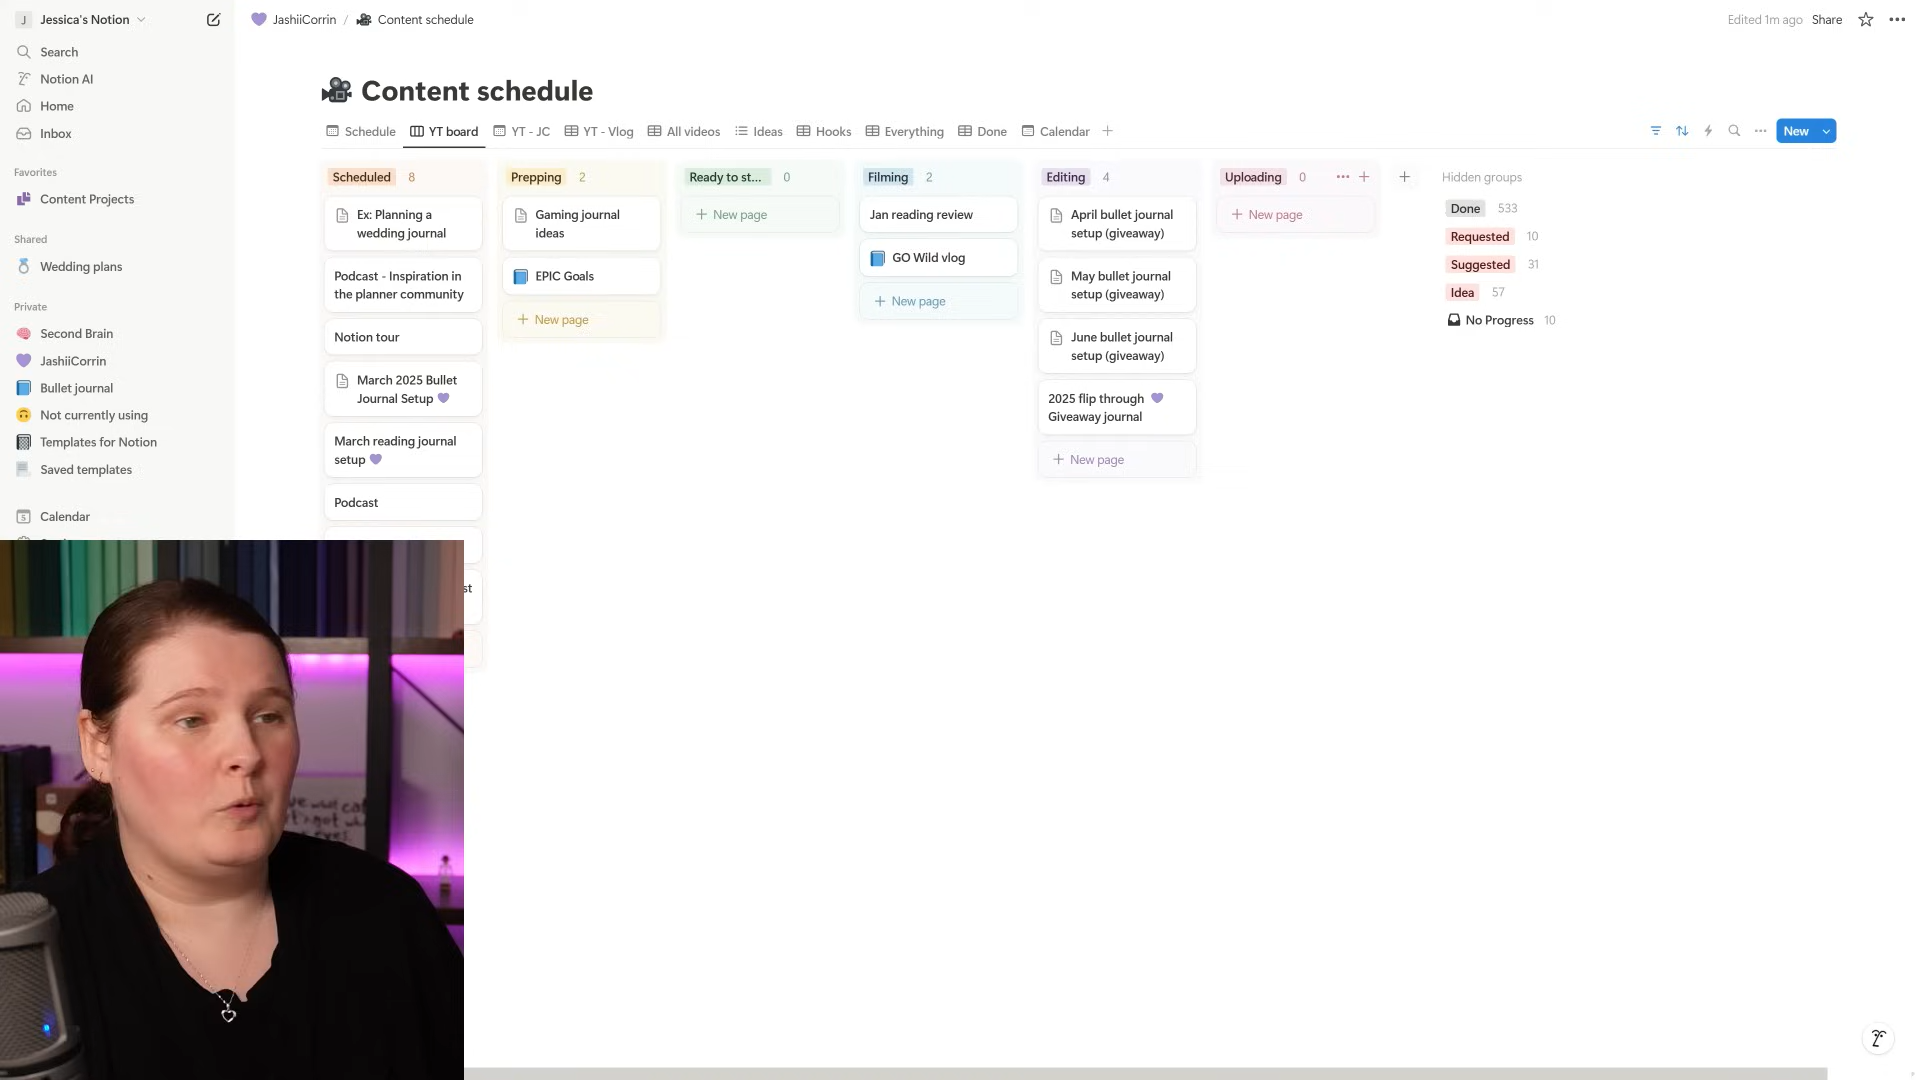 J Jessica's Notion
Search
Notion AI
Home
Inbox
Favorites
Content Projects
Shared
Wedding plans
Private
Second Brain
JashiiCorrin
Bullet journal
Not currently using
Templates for Notion
Saved templates
Calendar
JashiiCorrin / Content schedule
Edited 1m ago Share
Content schedule
Schedule YT board YT - JC YT - Vlog All videos Ideas Hooks Everything Done Calendar
New
Scheduled 8
Ex: Planning a
wedding journal
Podcast - Inspiration in
the planner community
Notion tour
March 2025 Bullet
Journal Setup
March reading journal
setup
Podcast
st
Prepping 2
Gaming journal
ideas
EPIC Goals
New page
Ready to st... 0
New page
Filming 2
Jan reading review
GO Wild vlog
New page
Editing 4
April bullet journal
setup (giveaway)
May bullet journal
setup (giveaway)
June bullet journal
setup (giveaway)
2025 flip through
Giveaway journal
New page
Uploading 0
New page
Hidden groups
Done 533
Requested 10
Suggested 31
Idea 57
No Progress 10